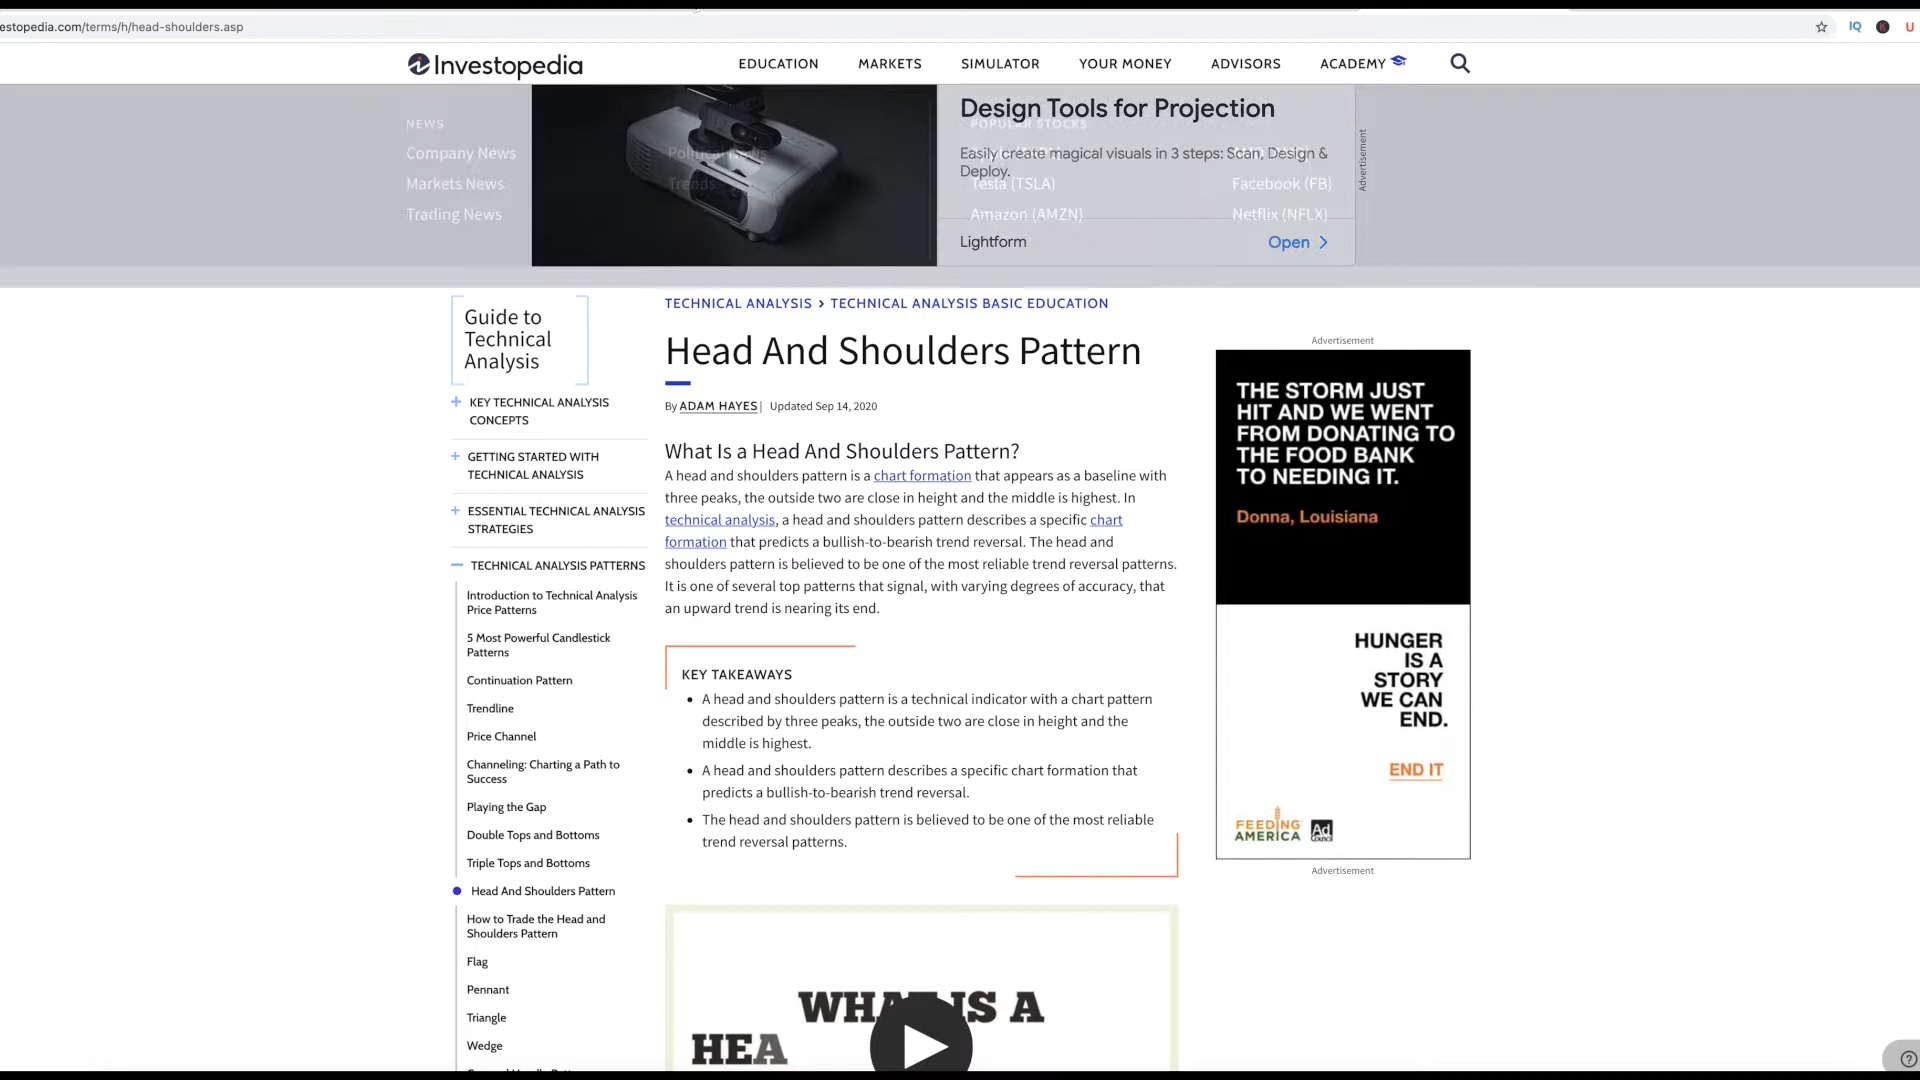 estopedia.com/terms/h/head-shoulders.asp
IQ
U
Investopedia
EDUCATION
MARKETS
SIMULATOR
YOUR MONEY
ADVISORS
ACADEMY
NEWS
Company News
Markets News
Trading News
Political News
Trends
Design Tools for Projection
POPULAR STOCKS
Easily create magical visuals in 3 steps: Scan, Design &
Deploy.
Tesla (TSLA)
Facebook (FB)
Amazon (AMZN)
Netflix (NFLX)
Lightform
Open
Advertisement
Guide to
Technical
Analysis
KEY TECHNICAL ANALYSIS
CONCEPTS
GETTING STARTED WITH
TECHNICAL ANALYSIS
ESSENTIAL TECHNICAL ANALYSIS
STRATEGIES
TECHNICAL ANALYSIS PATTERNS
Introduction to Technical Analysis
Price Patterns
5 Most Powerful Candlestick
Patterns
Continuation Pattern
Trendline
Price Channel
Channeling: Charting a Path to
Success
Playing the Gap
Double Tops and Bottoms
Triple Tops and Bottoms
Head And Shoulders Pattern
How to Trade the Head and
Shoulders Pattern
Flag
Pennant
Triangle
Wedge
TECHNICAL ANALYSIS > TECHNICAL ANALYSIS BASIC EDUCATION
Head And Shoulders Pattern
By ADAM HAYES | Updated Sep 14, 2020
What Is a Head And Shoulders Pattern?
A head and shoulders pattern is a chart formation that appears as a baseline with
three peaks, the outside two are close in height and the middle is highest. In
technical analysis, a head and shoulders pattern describes a specific chart
formation that predicts a bullish-to-bearish trend reversal. The head and
shoulders pattern is believed to be one of the most reliable trend reversal patterns.
It is one of several top patterns that signal, with varying degrees of accuracy, that
an upward trend is nearing its end.
KEY TAKEAWAYS
• A head and shoulders pattern is a technical indicator with a chart pattern
described by three peaks, the outside two are close in height and the
middle is highest.
• A head and shoulders pattern describes a specific chart formation that
predicts a bullish-to-bearish trend reversal.
• The head and shoulders pattern is believed to be one of the most reliable
trend reversal patterns.
WHAT IS A
HEA
Advertisement
THE STORM JUST
HIT AND WE WENT
FROM DONATING TO
THE FOOD BANK
TO NEEDING IT.
Donna, Louisiana
HUNGER
IS A
STORY
WE CAN
END.
END IT
FEEDING
AMERICA
Ad
Council
Advertisement